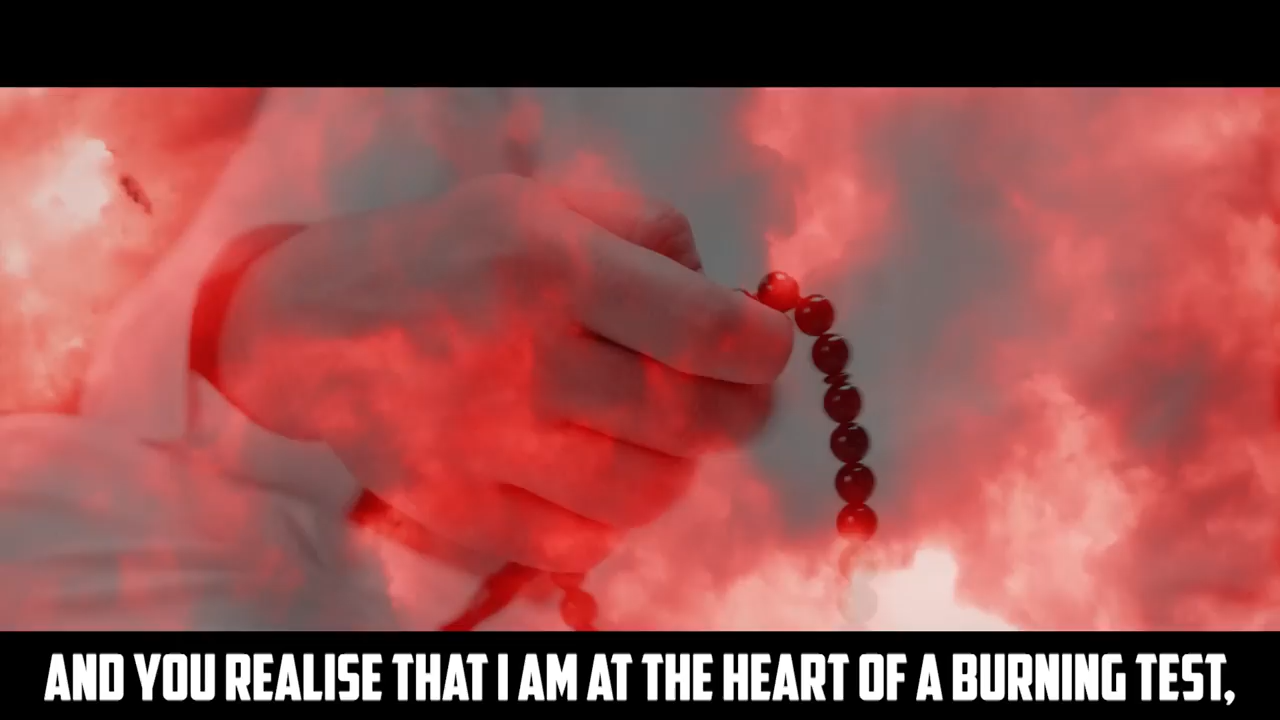 AND YOU REALISE THAT I AM AT THE HEART OF A BURNING TEST,